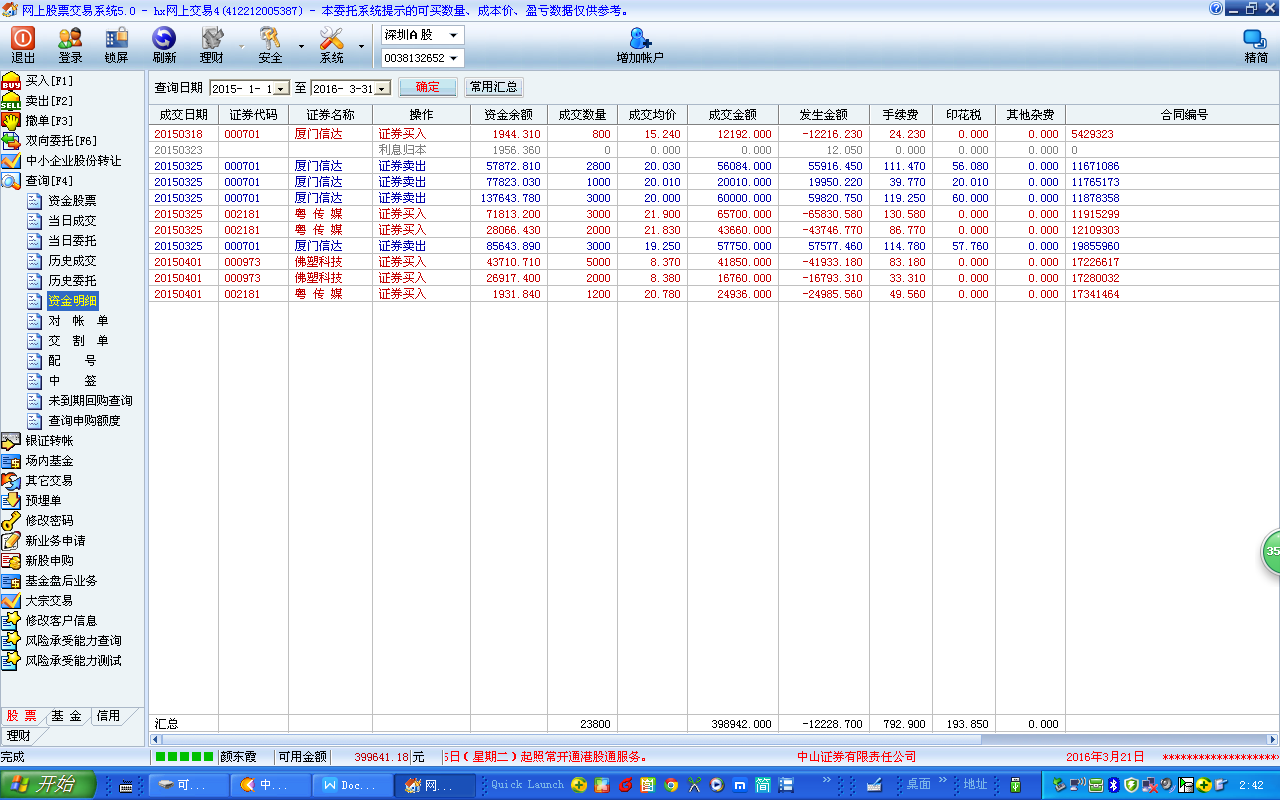 网上股票交易系统5.0 - hx网上交易4(412212005387) - 本委托系统提示的可买数量、成本价、盈亏数据仅供参考。
退出 登录 锁屏 刷新 理财 安全 系统 深圳A股 0038132652 增加帐户 精简
查询日期 2015- 1- 1 至 2016- 3-31 确定 常用汇总
买入[F1]
卖出[F2]
撤单[F3]
双向委托[F6]
中小企业股份转让
查询[F4]
资金股票
当日成交
当日委托
历史成交
历史委托
资金明细
对 帐 单
交 割 单
配 号
中 签
未到期回购查询
查询申购额度
银证转帐
场内基金
其它交易
预埋单
修改密码
新业务申请
新股申购
基金盘后业务
大宗交易
修改客户信息
风险承受能力查询
风险承受能力测试
股 票 基 金 信用
理财
成交日期 证券代码 证券名称 操作 资金余额 成交数量 成交均价 成交金额 发生金额 手续费 印花税 其他杂费 合同编号
20150318 000701 厦门信达 证券买入 1944.310 800 15.240 12192.000 -12216.230 24.230 0.000 0.000 5429323
20150323 利息归本 1956.360 0 0.000 0.000 12.050 0.000 0.000 0.000 0
20150325 000701 厦门信达 证券卖出 57872.810 2800 20.030 56084.000 55916.450 111.470 56.080 0.000 11671086
20150325 000701 厦门信达 证券卖出 77823.030 1000 20.010 20010.000 19950.220 39.770 20.010 0.000 11765173
20150325 000701 厦门信达 证券卖出 137643.780 3000 20.000 60000.000 59820.750 119.250 60.000 0.000 11878358
20150325 002181 粤 传 媒 证券买入 71813.200 3000 21.900 65700.000 -65830.580 130.580 0.000 0.000 11915299
20150325 002181 粤 传 媒 证券买入 28066.430 2000 21.830 43660.000 -43746.770 86.770 0.000 0.000 12109303
20150325 000701 厦门信达 证券卖出 85643.890 3000 19.250 57750.000 57577.460 114.780 57.760 0.000 19855960
20150401 000973 佛塑科技 证券买入 43710.710 5000 8.370 41850.000 -41933.180 83.180 0.000 0.000 17226617
20150401 000973 佛塑科技 证券买入 26917.400 2000 8.380 16760.000 -16793.310 33.310 0.000 0.000 17280032
20150401 002181 粤 传 媒 证券买入 1931.840 1200 20.780 24936.000 -24985.560 49.560 0.000 0.000 17341464
汇总 23800 398942.000 -12228.700 792.900 193.850 0.000
35
完成 颜东霞 可用金额 399641.18 元 5日(星期二)起照常开通港股通服务。 中山证券有限责任公司 2016年3月21日 ******************
开始 可... 中... Doc... 网... Quick Launch 桌面 地址 2:42